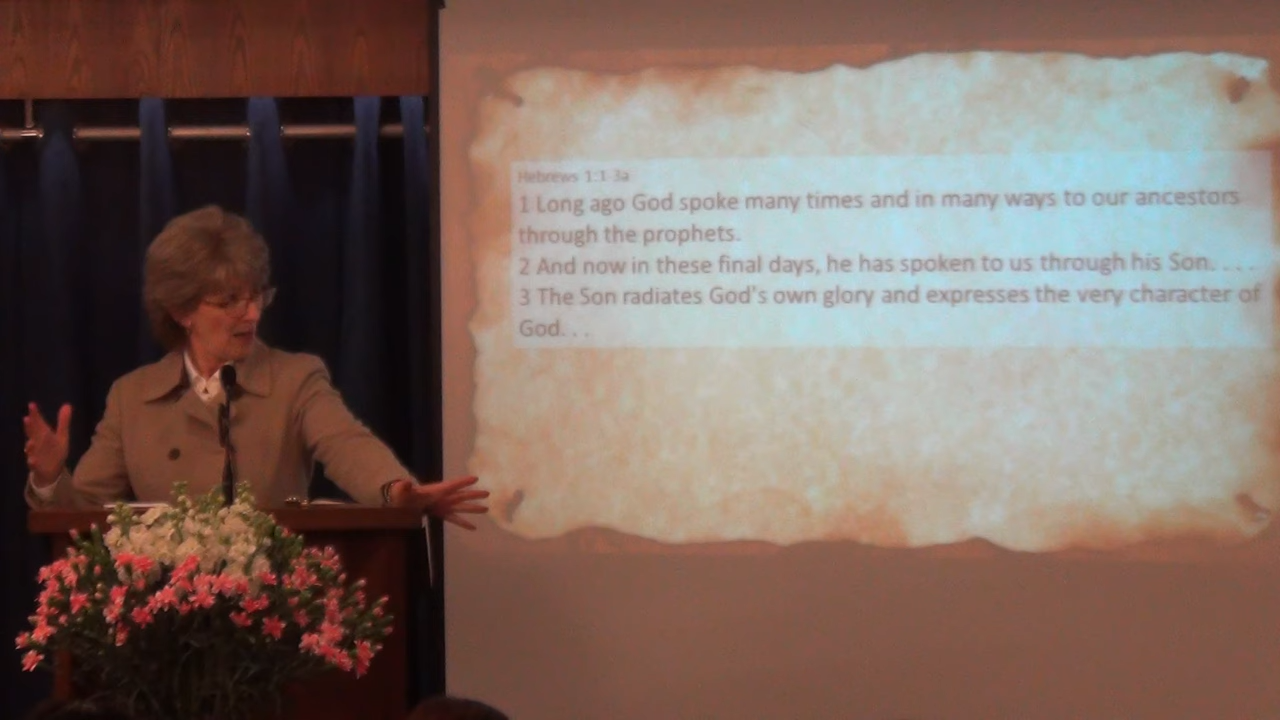 Hebrews 1:1-3a
1 Long ago God spoke many times and in many ways to our ancestors
through the prophets.
2 And now in these final days, he has spoken to us through his Son. . . .
3 The Son radiates God's own glory and expresses the very character of
God. . .